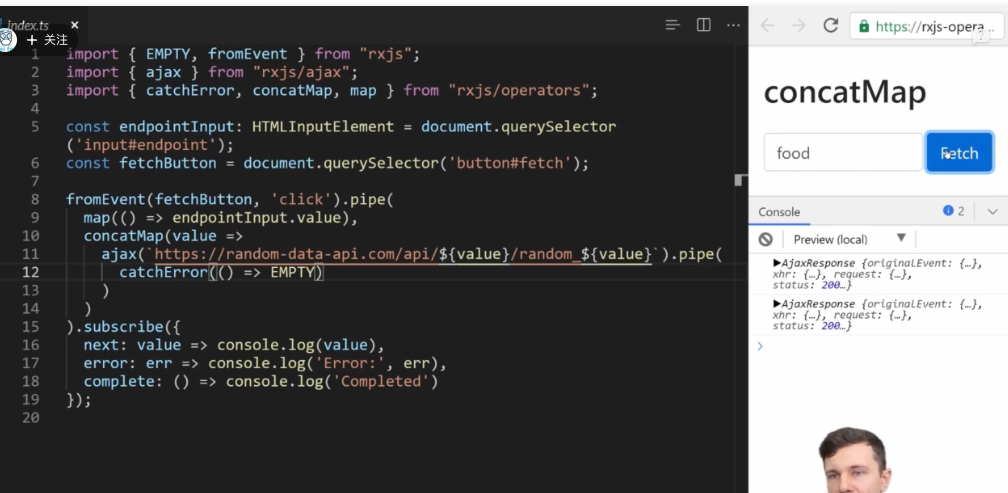 index.ts ×
+ 关注
1 import { EMPTY, fromEvent } from "rxjs";
2 import { ajax } from "rxjs/ajax";
3 import { catchError, concatMap, map } from "rxjs/operators";
4
5 const endpointInput: HTMLInputElement = document.querySelector
('input#endpoint');
6 const fetchButton = document.querySelector('button#fetch');
7
8 fromEvent(fetchButton, 'click').pipe(
9 map(() => endpointInput.value),
10 concatMap(value =>
11 ajax(`https://random-data-api.com/api/${value}/random_${value}`).pipe(
12 catchError(() => EMPTY)
13 )
14 )
15 ).subscribe({
16 next: value => console.log(value),
17 error: err => console.log('Error:', err),
18 complete: () => console.log('Completed')
19 });
20
https://rxjs-opera...
concatMap
food Fetch
Console 2
Preview (local)
▶AjaxResponse {originalEvent: {…},
xhr: {…}, request: {…},
status: 200…}
▶AjaxResponse {originalEvent: {…},
xhr: {…}, request: {…},
status: 200…}